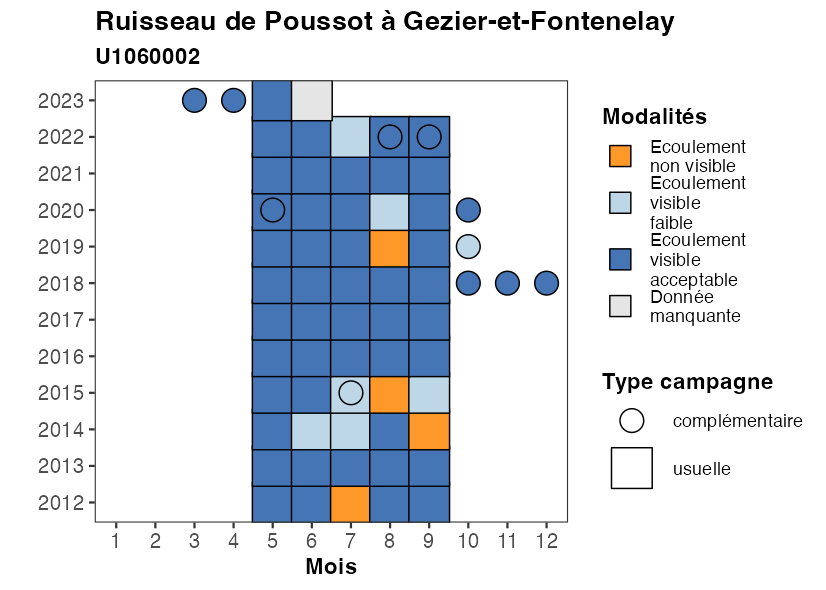 Ruisseau de Poussot à Gezier-et-Fontenelay
U1060002
2023
2022
2021
2020
2019
2018
2017
2016
2015
2014
2013
2012
1 2 3 4 5 6 7 8 9 10 11 12
Mois
Modalités
Ecoulement
non visible
Ecoulement
visible
faible
Ecoulement
visible
acceptable
Donnée
manquante
Type campagne
complémentaire
usuelle